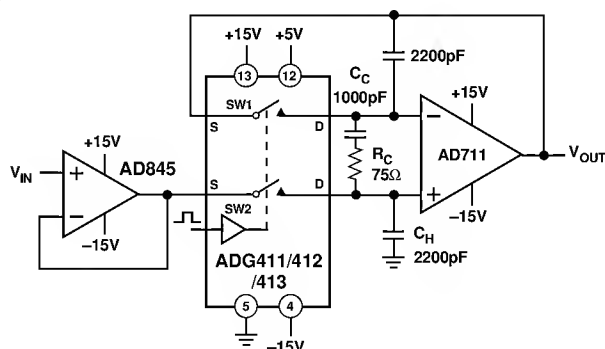 +15V
+5V
2200pF
13
12
C_C
1000pF
SW1
S
D
+15V
−
AD711
R_C
75Ω
+15V
V_IN
+
AD845
−
−15V
S
D
SW2
+
V_OUT
−15V
C_H
2200pF
ADG411/412
/413
5
4
−15V